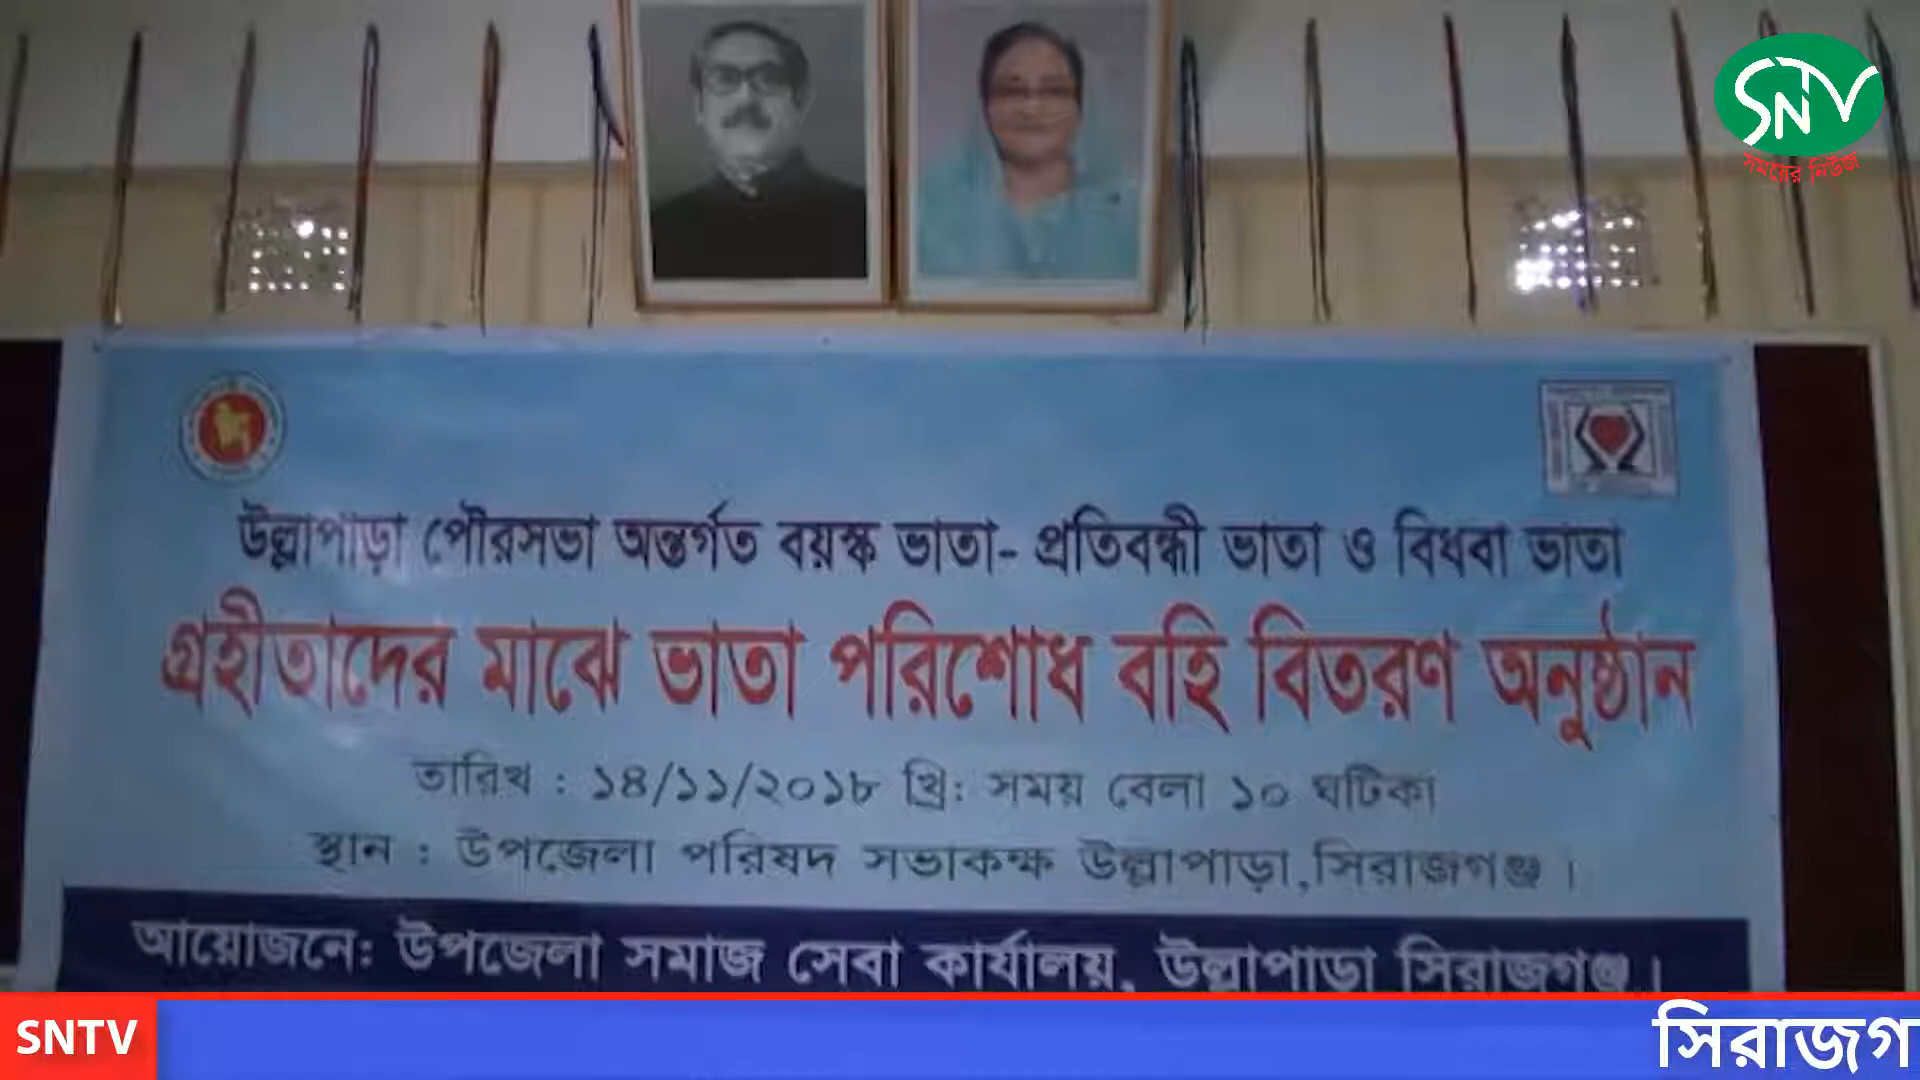 SNTV
সময়ের নিউজ
উল্লাপাড়া পৌরসভা অন্তর্গত বয়স্ক ভাতা- প্রতিবন্ধী ভাতা ও বিধবা ভাতা
গ্রহীতাদের মাঝে ভাতা পরিশোধ বহি বিতরণ অনুষ্ঠান
তারিখ : ১৪/১১/২০১৮ খ্রি: সময় বেলা ১০ ঘটিকা
স্থান : উপজেলা পরিষদ সভাকক্ষ উল্লাপাড়া,সিরাজগঞ্জ ।
আয়োজনে: উপজেলা সমাজ সেবা কার্যালয়, উল্লাপাড়া সিরাজগঞ্জ।
SNTV
সিরাজগ